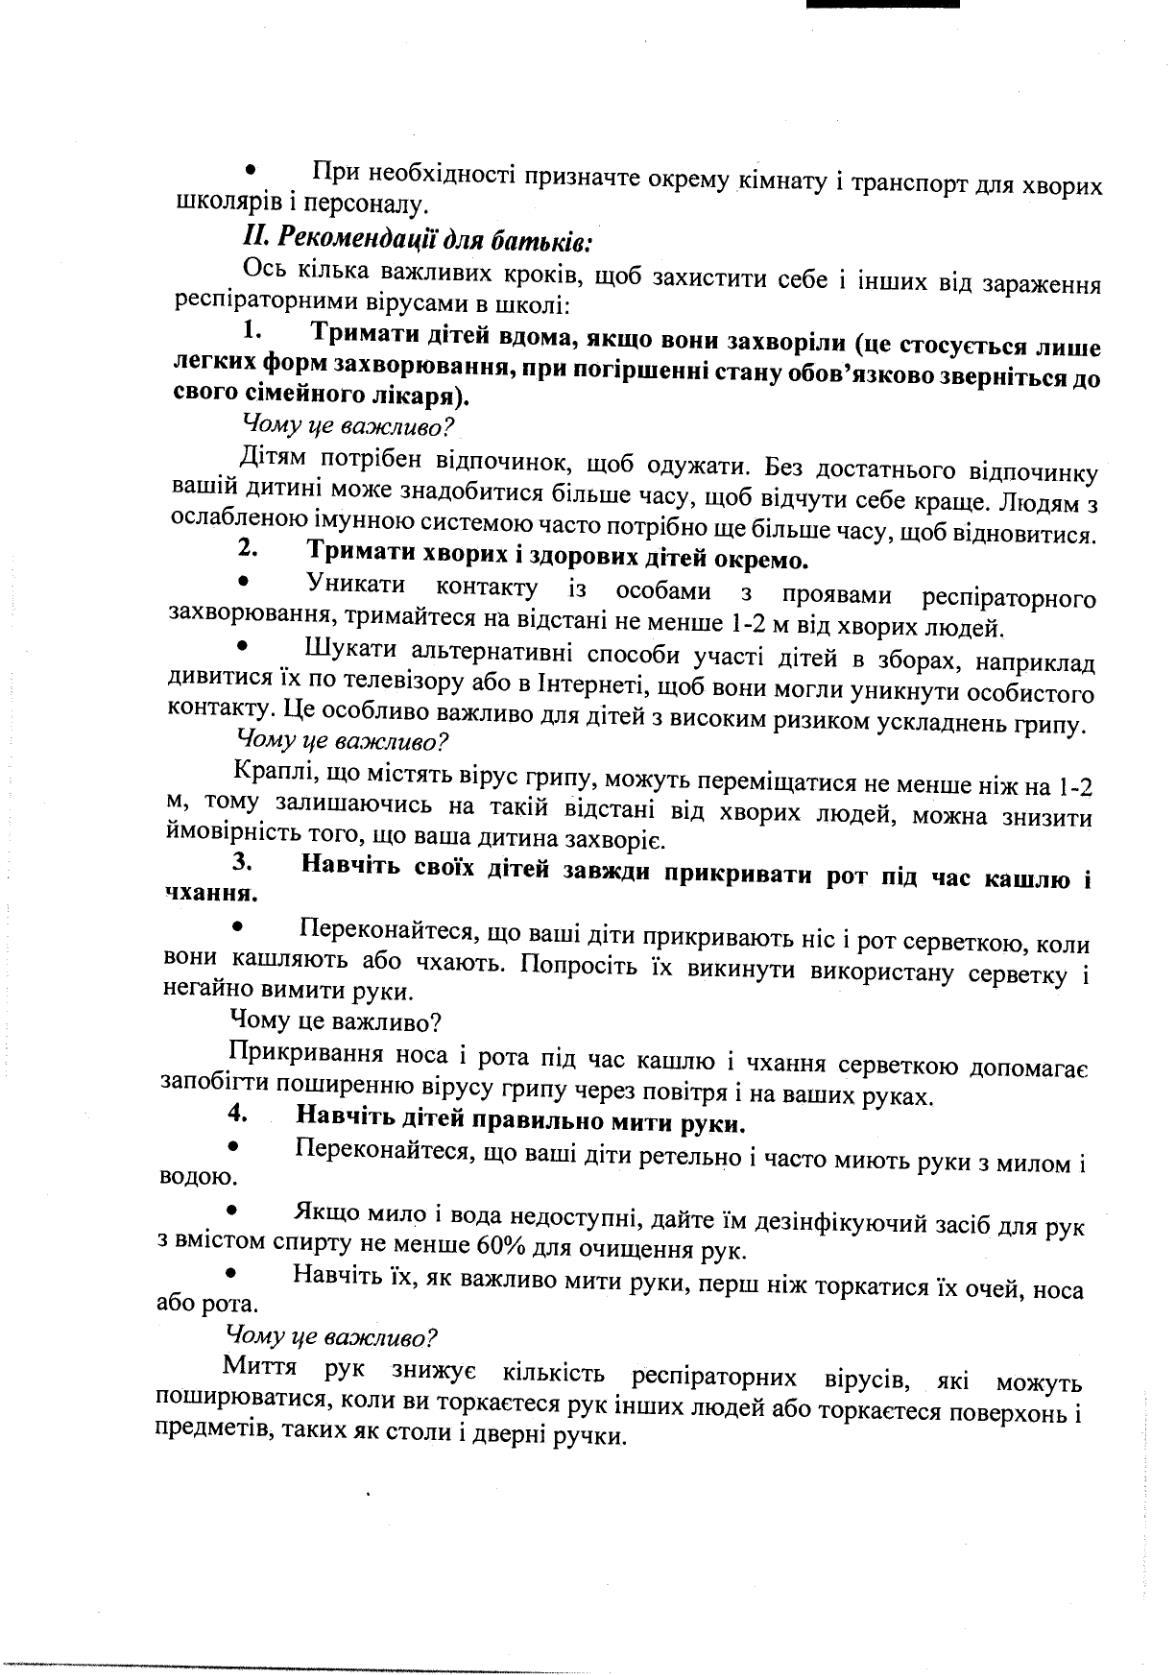 • При необхідності призначте окрему кімнату і транспорт для хворих
школярів і персоналу.
II. Рекомендації для батьків:
Ось кілька важливих кроків, щоб захистити себе і інших від зараження
респіраторними вірусами в школі:
1. Тримати дітей вдома, якщо вони захворіли (це стосується лише
легких форм захворювання, при погіршенні стану обов’язково зверніться до
свого сімейного лікаря).
Чому це важливо?
Дітям потрібен відпочинок, щоб одужати. Без достатнього відпочинку
вашій дитині може знадобитися більше часу, щоб відчути себе краще. Людям з
ослабленою імунною системою часто потрібно ще більше часу, щоб відновитися.
2. Тримати хворих і здорових дітей окремо.
• Уникати контакту із особами з проявами респіраторного
захворювання, тримайтеся на відстані не менше 1-2 м від хворих людей.
• Шукати альтернативні способи участі дітей в зборах, наприклад
дивитися їх по телевізору або в Інтернеті, щоб вони могли уникнути особистого
контакту. Це особливо важливо для дітей з високим ризиком ускладнень грипу.
Чому це важливо?
Краплі, що містять вірус грипу, можуть переміщатися не менше ніж на 1-2
м, тому залишаючись на такій відстані від хворих людей, можна знизити
ймовірність того, що ваша дитина захворіє.
3. Навчіть своїх дітей завжди прикривати рот під час кашлю і
чхання.
• Переконайтеся, що ваші діти прикривають ніс і рот серветкою, коли
вони кашляють або чхають. Попросіть їх викинути використану серветку і
негайно вимити руки.
Чому це важливо?
Прикривання носа і рота під час кашлю і чхання серветкою допомагає
запобігти поширенню вірусу грипу через повітря і на ваших руках.
4. Навчіть дітей правильно мити руки.
• Переконайтеся, що ваші діти ретельно і часто миють руки з милом і
водою.
• Якщо мило і вода недоступні, дайте їм дезінфікуючий засіб для рук
з вмістом спирту не менше 60% для очищення рук.
• Навчіть їх, як важливо мити руки, перш ніж торкатися їх очей, носа
або рота.
Чому це важливо?
Миття рук знижує кількість респіраторних вірусів, які можуть
поширюватися, коли ви торкаєтеся рук інших людей або торкаєтеся поверхонь і
предметів, таких як столи і дверні ручки.